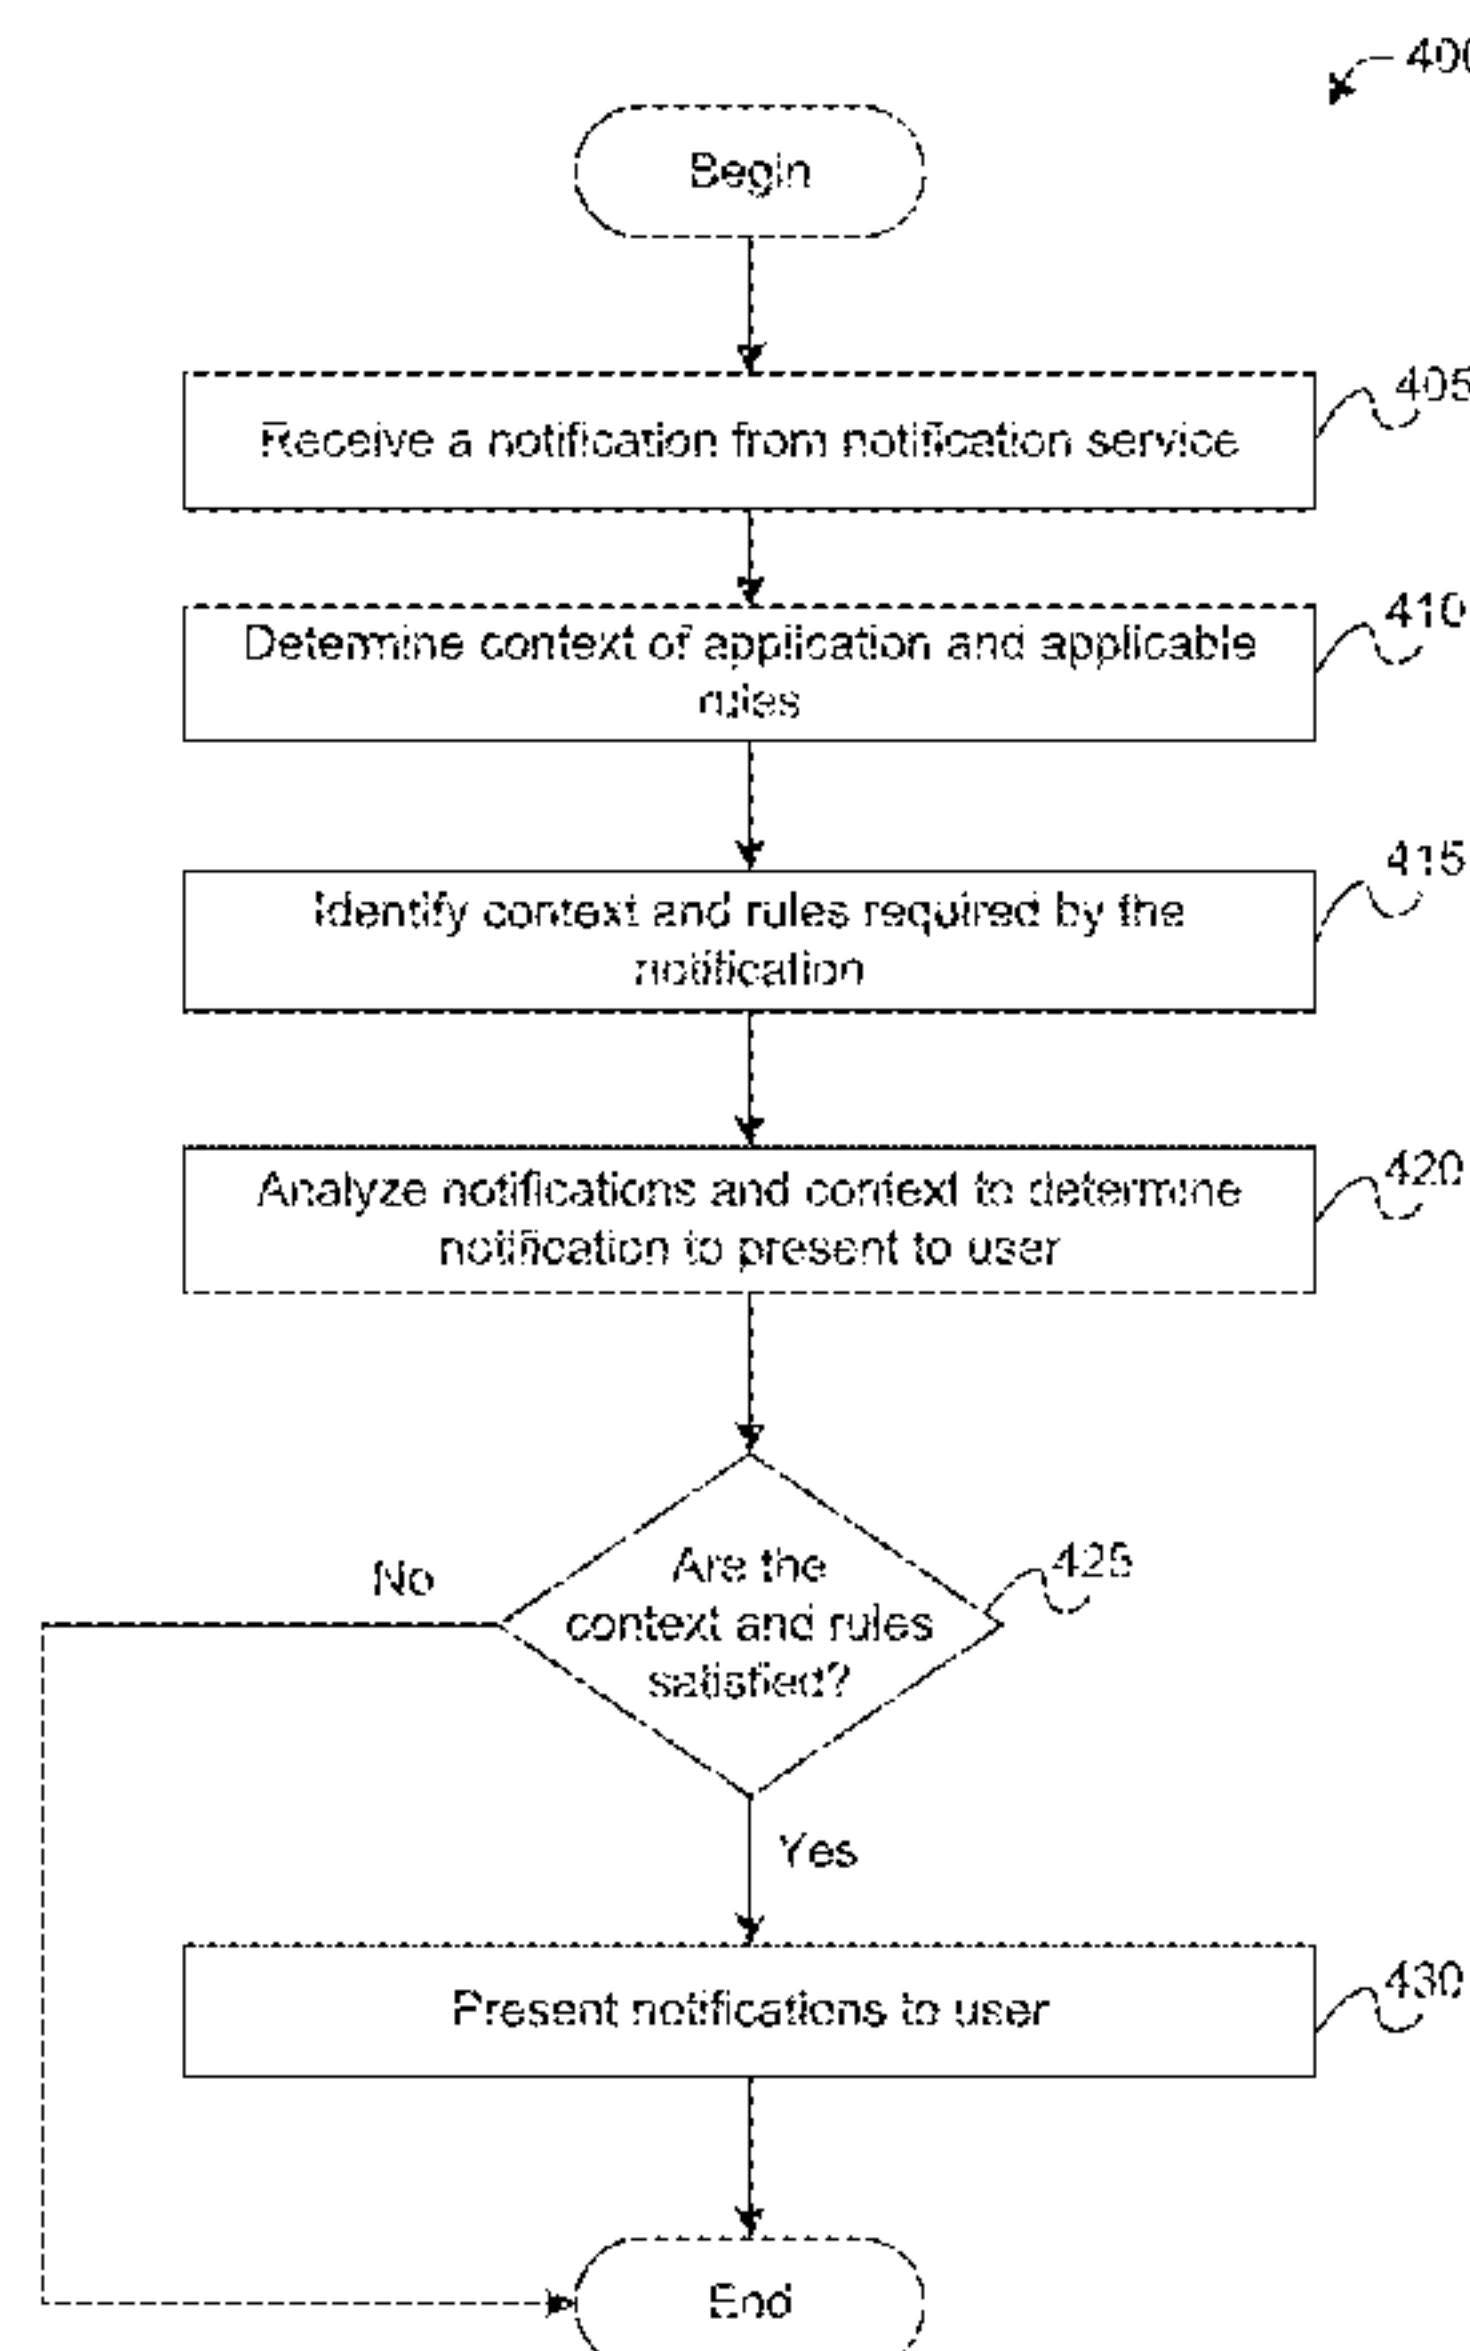 400
Begin
Receive a notification from notification service
405
Determine context of application and applicable
rules
410
Identify context and rules required by the
notification
415
Analyze notifications and context to determine
notification to present to user
420
Are the
context and rules
satisfied?
425
No
Yes
Present notifications to user
430
End